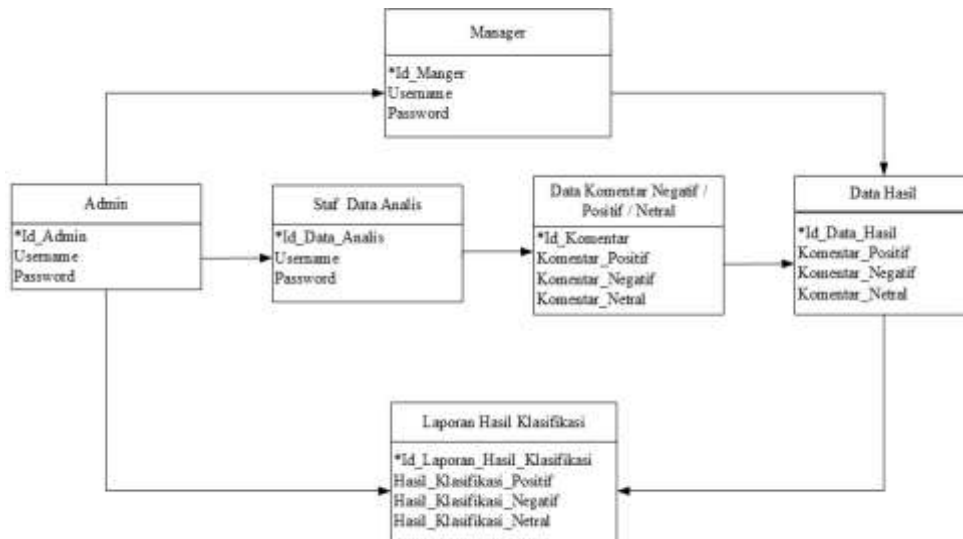 Manager
*Id_Manger
Username
Password
Admin
*Id_Admin
Username
Password
Staf Data Analis
*Id_Data_Analis
Username
Password
Data Komentar Negatif /
Positif / Netral
*Id_Komentar
Komentar_Positif
Komentar_Negatif
Komentar_Netral
Data Hasil
*Id_Data_Hasil
Komentar_Positif
Komentar_Negatif
Komentar_Netral
Laporan Hasil Klasifikasi
*Id_Laporan_Hasil_Klasifikasi
Hasil_Klasifikasi_Positif
Hasil_Klasifikasi_Negatif
Hasil_Klasifikasi_Netral